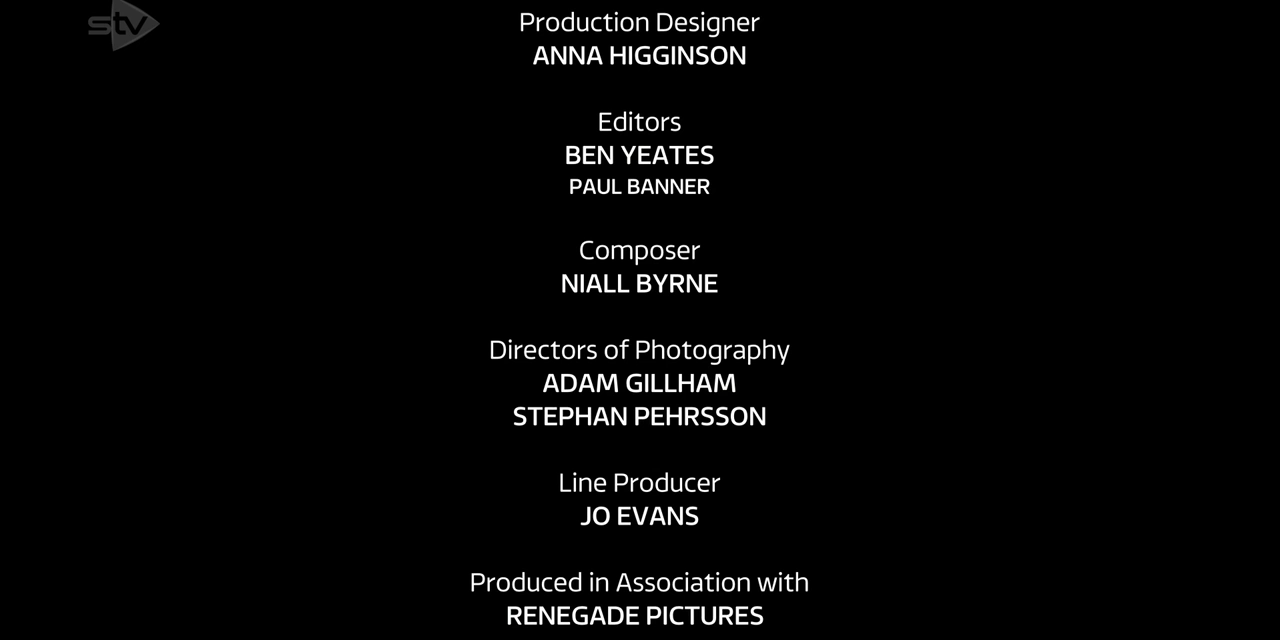 stv
Production Designer
ANNA HIGGINSON
Editors
BEN YEATES
PAUL BANNER
Composer
NIALL BYRNE
Directors of Photography
ADAM GILLHAM
STEPHAN PEHRSSON
Line Producer
JO EVANS
Produced in Association with
RENEGADE PICTURES